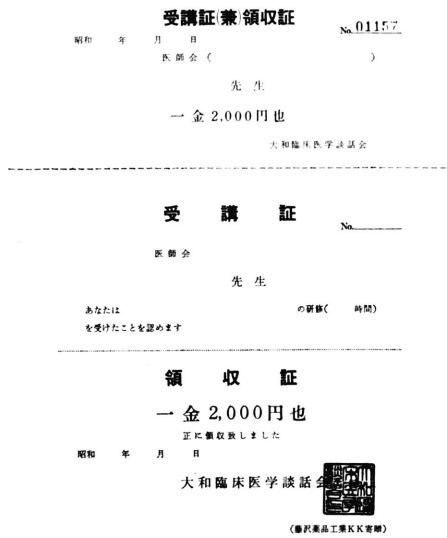 受講証(兼)領収証
No. 01157
昭和 年 月 日
医師会 ( )
先生
一金 2,000円也
大和臨床医学談話会
受講証
No.
医師会
先生
あなたは の研修( 時間)
を受けたことを認めます
領収証
一金 2,000円也
正に領収致しました
昭和 年 月 日
大和臨床医学談話会
(藤沢薬品工業KK寄贈)